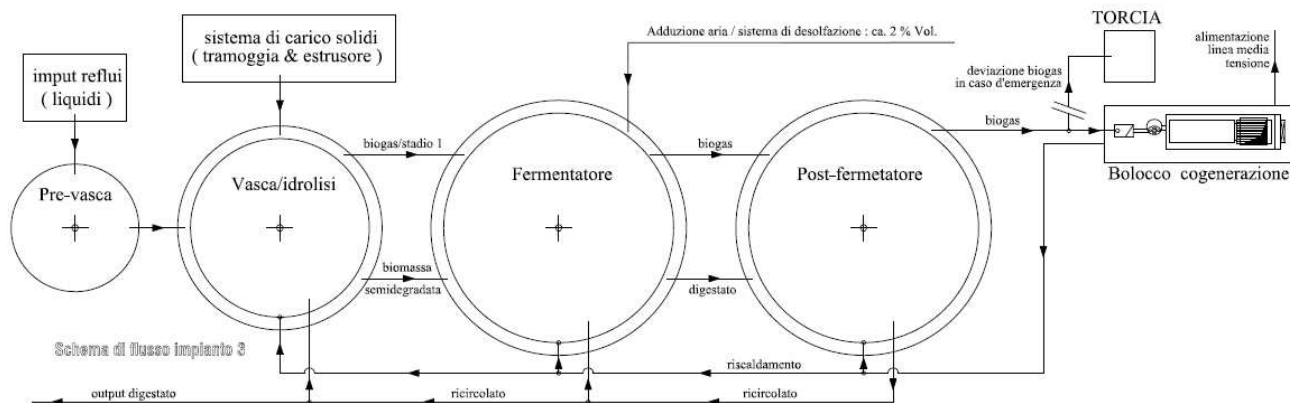 imput reflui
( liquidi )
Pre-vasca
sistema di carico solidi
( tramoggia & estrusore )
Vasca/idrolisi
biogas/stadio 1
biomassa
semidegradata
Adduzione aria / sistema di desolfazione : ca. 2 % Vol.
Fermentatore
biogas
digestato
Post-fermetatore
biogas
deviazione biogas
in caso d'emergenza
TORCIA
alimentazione
linea media
tensione
Bolocco cogenerazione
Schema di flusso impianto 3
riscaldamento
output digestato
ricircolato
ricircolato